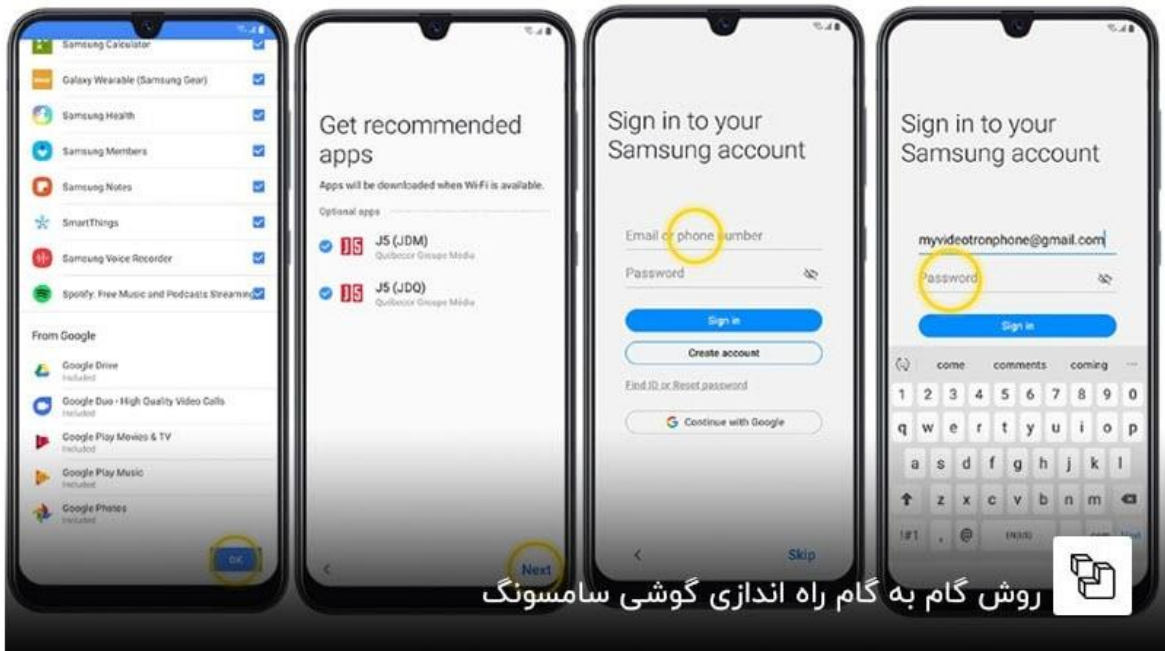 Samsung Calculator
Galaxy Wearable (Samsung Gear)
Samsung Health
Samsung Members
Samsung Notes
SmartThings
Samsung Voice Recorder
Spotify: Free Music and Podcasts Streaming
From Google
Google Drive
Included
Google Duo - High Quality Video Calls
Included
Google Play Movies & TV
Included
Google Play Music
Included
Google Photos
Included
OK
Get recommended
apps
Apps will be downloaded when Wi-Fi is available.
Optional apps
J5 (JDM)
Québecor Groupe Média
J5 (JDQ)
Québecor Groupe Média
Next
Sign in to your
Samsung account
Email or phone number
Password
Sign in
Create account
Find ID or Reset password
Continue with Google
Skip
Sign in to your
Samsung account
myvideotronphone@gmail.com
Password
Sign in
come comments coming
1 2 3 4 5 6 7 8 9 0
q w e r t y u i o p
a s d f g h j k l
z x c v b n m
!#1 , @ EN(US) .com Next
روش گام به گام راه اندازی گوشی سامسونگ